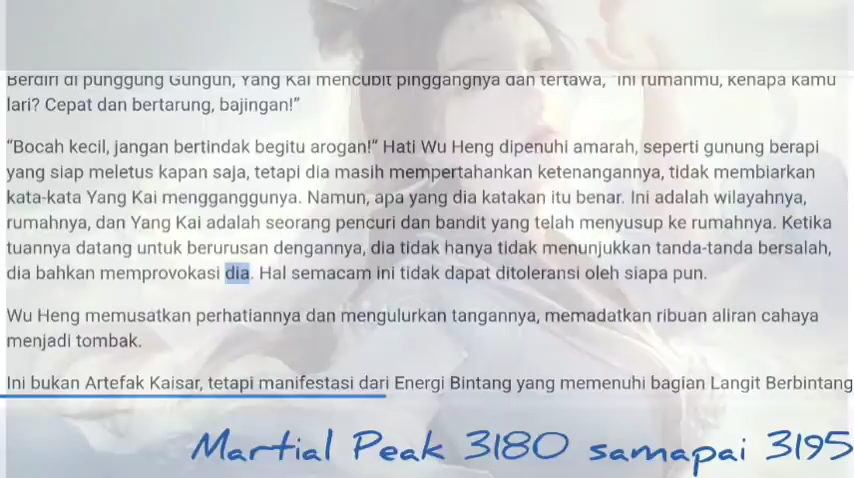 Berdiri di punggung Gungun, Yang Kai mencubit pinggangnya dan tertawa, "Ini rumahmu, kenapa kamu
lari? Cepat dan bertarung, bajingan!”
“Bocah kecil, jangan bertindak begitu arogan!” Hati Wu Heng dipenuhi amarah, seperti gunung berapi
yang siap meletus kapan saja, tetapi dia masih mempertahankan ketenangannya, tidak membiarkan
kata-kata Yang Kai mengganggunya. Namun, apa yang dia katakan itu benar. Ini adalah wilayahnya,
rumahnya, dan Yang Kai adalah seorang pencuri dan bandit yang telah menyusup ke rumahnya. Ketika
tuannya datang untuk berurusan dengannya, dia tidak hanya tidak menunjukkan tanda-tanda bersalah,
dia bahkan memprovokasi dia. Hal semacam ini tidak dapat ditoleransi oleh siapa pun.
Wu Heng memusatkan perhatiannya dan mengulurkan tangannya, memadatkan ribuan aliran cahaya
menjadi tombak.
Ini bukan Artefak Kaisar, tetapi manifestasi dari Energi Bintang yang memenuhi bagian Langit Berbintang
Martial Peak 3180 samapai 3195